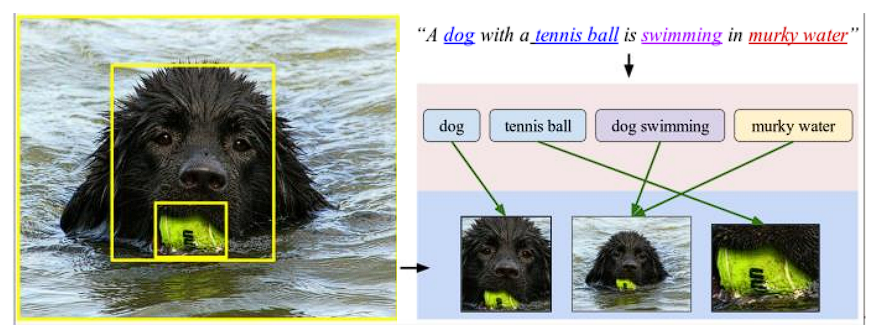 “A dog with a tennis ball is swimming in murky water”
dog
tennis ball
dog swimming
murky water